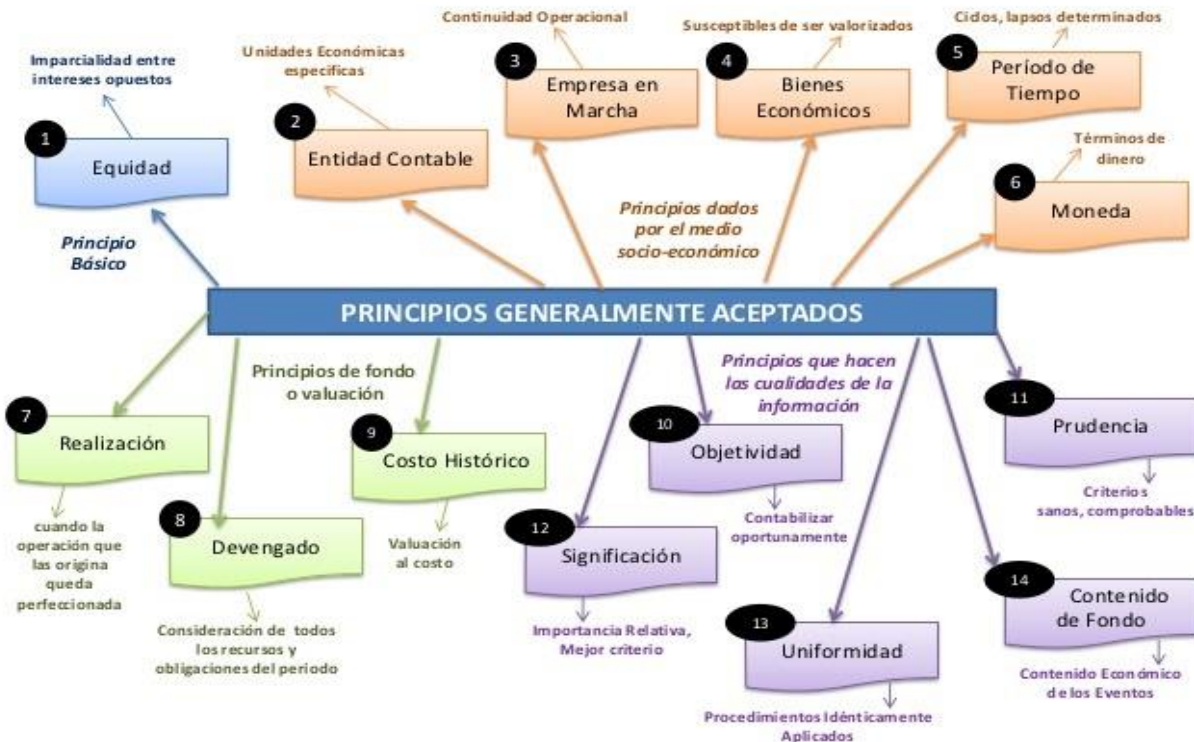 Imparcialidad entre
intereses opuestos
1
Equidad
Principio
Básico
Unidades Económicas
especificas
2
Entidad Contable
Continuidad Operacional
3
Empresa en
Marcha
Susceptibles de ser valorizados
4
Bienes
Económicos
Ciclos, lapsos determinados
5
Período de
Tiempo
Términos de
dinero
6
Moneda
Principios dados
por el medio
socio-económico
PRINCIPIOS GENERALMENTE ACEPTADOS
Principios de fondo
o valuación
7
Realización
cuando la
operación que
las origina
queda
perfeccionada
8
Devengado
Consideración de todos
los recursos y
obligaciones del periodo
9
Costo Histórico
Valuación
al costo
Principios que hacen
las cualidades de la
información
10
Objetividad
Contabilizar
oportunamente
11
Prudencia
Criterios
sanos, comprobables
12
Significación
Importancia Relativa,
Mejor criterio
13
Uniformidad
Procedimientos Idénticamente
Aplicados
14
Contenido
de Fondo
Contenido Económico
de los Eventos